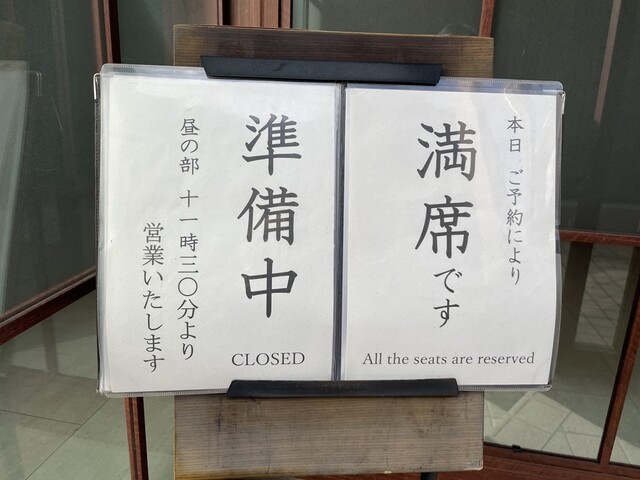 本日 ご予約により
満席です
All the seats are reserved
準備中
CLOSED
昼の部 十一時三〇分より
営業いたします